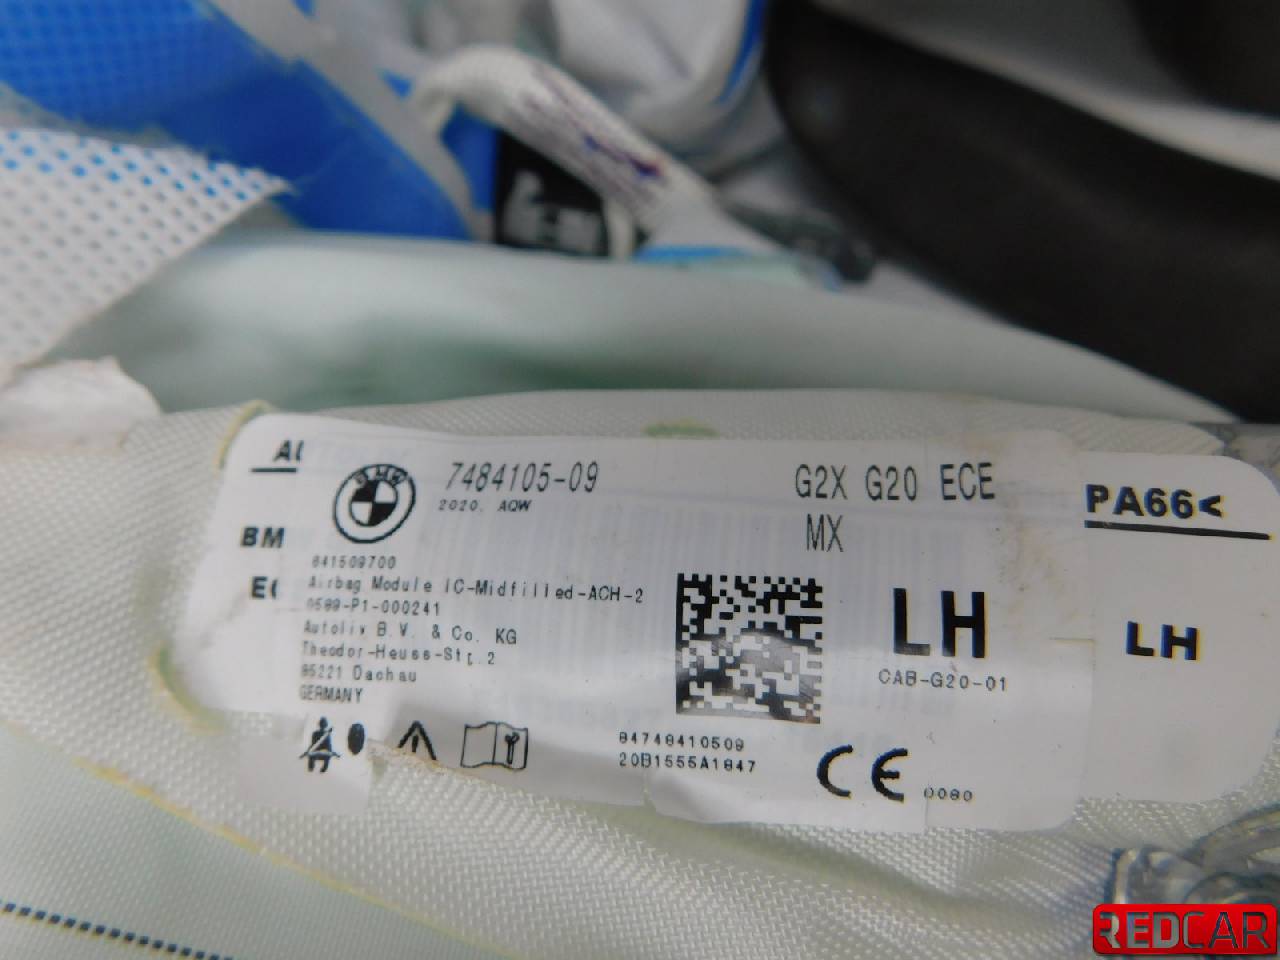 BMW
7484105-09
2020. AQW
G2X G20 ECE
MX
PA66<
BM
841509700
Airbag Module IC-Midfilled-ACH-2
0589-P1-000241
Autoliv B.V. & Co. KG
Theodor-Heuss-Str.2
85221 Dachau
GERMANY
LH
CAB-G20-01
LH
84748410509
20B1555A1847
CE 0080
REDCAR